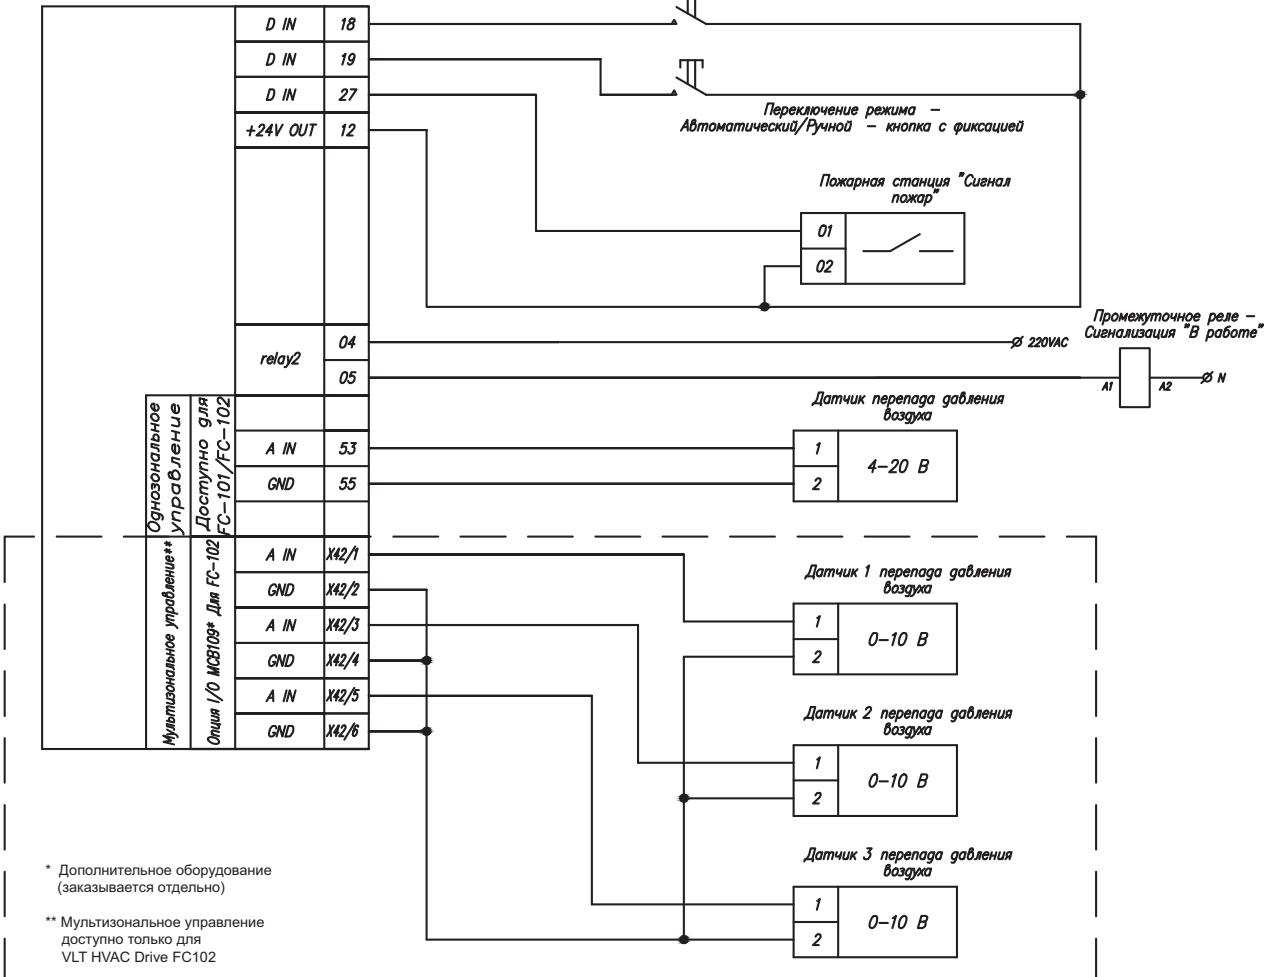 D IN 18
D IN 19
D IN 27
+24V OUT 12
Переключение режима –
Автоматический/Ручной – кнопка с фиксацией
Пожарная станция "Сигнал
пожар"
01
02
relay2
04
05
220VAC
Промежуточное реле –
Сигнализация "В работе"
A1
A2
N
Однозональное
управление
Доступно для
FC-101/FC-102
A IN 53
GND 55
Датчик перепада давления
воздуха
1
2
4-20 В
Мультизональное управление**
Опция I/O MCB109* Для FC-102
A IN X42/1
GND X42/2
A IN X42/3
GND X42/4
A IN X42/5
GND X42/6
Датчик 1 перепада давления
воздуха
1
2
0-10 В
Датчик 2 перепада давления
воздуха
1
2
0-10 В
Датчик 3 перепада давления
воздуха
1
2
0-10 В
* Дополнительное оборудование
(заказывается отдельно)
** Мультизональное управление
доступно только для
VLT HVAC Drive FC102